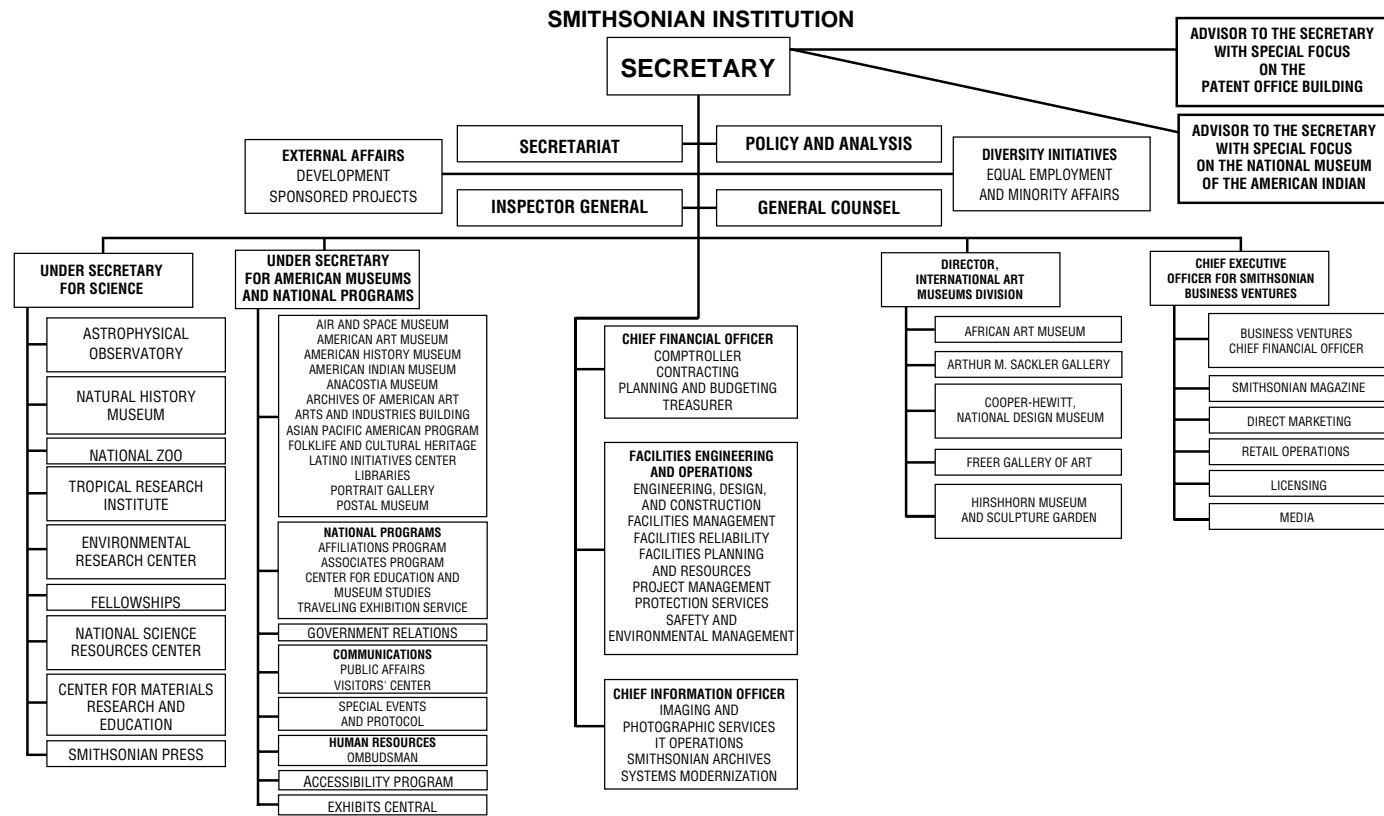 SMITHSONIAN INSTITUTION
SECRETARY
ADVISOR TO THE SECRETARY
WITH SPECIAL FOCUS
ON THE
PATENT OFFICE BUILDING
ADVISOR TO THE SECRETARY
WITH SPECIAL FOCUS
ON THE NATIONAL MUSEUM
OF THE AMERICAN INDIAN
EXTERNAL AFFAIRS
DEVELOPMENT
SPONSORED PROJECTS
SECRETARIAT
POLICY AND ANALYSIS
DIVERSITY INITIATIVES
EQUAL EMPLOYMENT
AND MINORITY AFFAIRS
INSPECTOR GENERAL
GENERAL COUNSEL
UNDER SECRETARY
FOR SCIENCE
ASTROPHYSICAL
OBSERVATORY
NATURAL HISTORY
MUSEUM
NATIONAL ZOO
TROPICAL RESEARCH
INSTITUTE
ENVIRONMENTAL
RESEARCH CENTER
FELLOWSHIPS
NATIONAL SCIENCE
RESOURCES CENTER
CENTER FOR MATERIALS
RESEARCH AND
EDUCATION
SMITHSONIAN PRESS
UNDER SECRETARY
FOR AMERICAN MUSEUMS
AND NATIONAL PROGRAMS
AIR AND SPACE MUSEUM
AMERICAN ART MUSEUM
AMERICAN HISTORY MUSEUM
AMERICAN INDIAN MUSEUM
ANACOSTIA MUSEUM
ARCHIVES OF AMERICAN ART
ARTS AND INDUSTRIES BUILDING
ASIAN PACIFIC AMERICAN PROGRAM
FOLKLIFE AND CULTURAL HERITAGE
LATINO INITIATIVES CENTER
LIBRARIES
PORTRAIT GALLERY
POSTAL MUSEUM
NATIONAL PROGRAMS
AFFILIATIONS PROGRAM
ASSOCIATES PROGRAM
CENTER FOR EDUCATION AND
MUSEUM STUDIES
TRAVELING EXHIBITION SERVICE
GOVERNMENT RELATIONS
COMMUNICATIONS
PUBLIC AFFAIRS
VISITORS' CENTER
SPECIAL EVENTS
AND PROTOCOL
HUMAN RESOURCES
OMBUDSMAN
ACCESSIBILITY PROGRAM
EXHIBITS CENTRAL
CHIEF FINANCIAL OFFICER
COMPTROLLER
CONTRACTING
PLANNING AND BUDGETING
TREASURER
FACILITIES ENGINEERING
AND OPERATIONS
ENGINEERING, DESIGN,
AND CONSTRUCTION
FACILITIES MANAGEMENT
FACILITIES RELIABILITY
FACILITIES PLANNING
AND RESOURCES
PROJECT MANAGEMENT
PROTECTION SERVICES
SAFETY AND
ENVIRONMENTAL MANAGEMENT
CHIEF INFORMATION OFFICER
IMAGING AND
PHOTOGRAPHIC SERVICES
IT OPERATIONS
SMITHSONIAN ARCHIVES
SYSTEMS MODERNIZATION
DIRECTOR,
INTERNATIONAL ART
MUSEUMS DIVISION
AFRICAN ART MUSEUM
ARTHUR M. SACKLER GALLERY
COOPER-HEWITT,
NATIONAL DESIGN MUSEUM
FREER GALLERY OF ART
HIRSHHORN MUSEUM
AND SCULPTURE GARDEN
CHIEF EXECUTIVE
OFFICER FOR SMITHSONIAN
BUSINESS VENTURES
BUSINESS VENTURES
CHIEF FINANCIAL OFFICER
SMITHSONIAN MAGAZINE
DIRECT MARKETING
RETAIL OPERATIONS
LICENSING
MEDIA